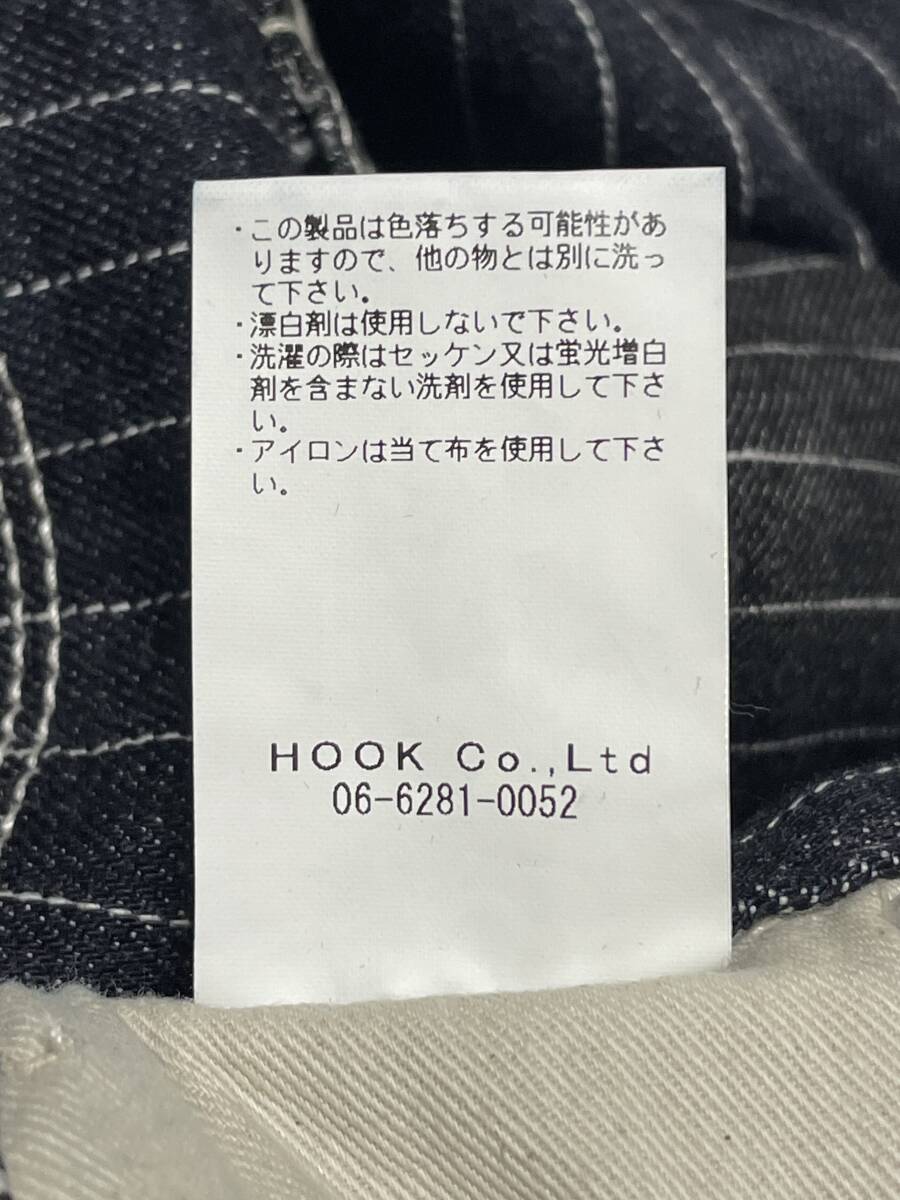 ・この製品は色落ちする可能性があ
りますので、他の物とは別に洗っ
て下さい。
・漂白剤は使用しないで下さい。
・洗濯の際はセッケン又は蛍光増白
剤を含まない洗剤を使用して下さ
い。
・アイロンは当て布を使用して下さ
い。
HOOK Co.,Ltd
06-6281-0052